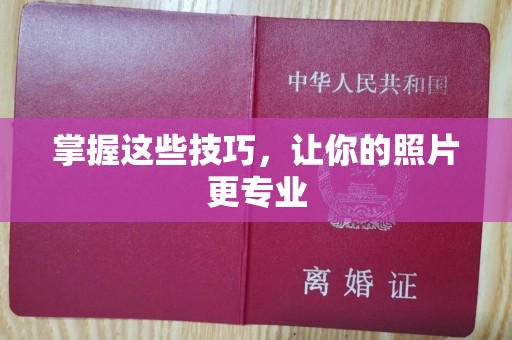 中华人民共和国
掌握这些技巧，让你的照片
更专业
离婚证